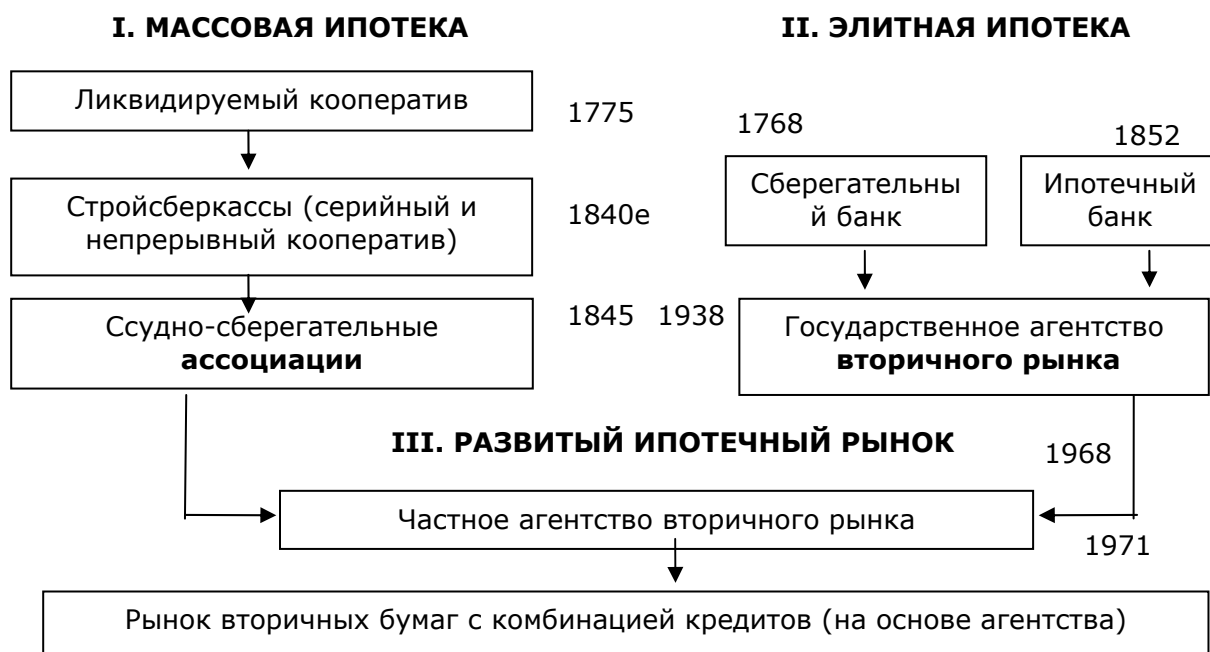 I. МАССОВАЯ ИПОТЕКА
II. ЭЛИТНАЯ ИПОТЕКА
Ликвидируемый кооператив
1775
1768
1852
Стройсберкассы (серийный и
непрерывный кооператив)
1840е
Сберегательны
й банк
Ипотечный
банк
Ссудно-сберегательные
ассоциации
1845
1938
Государственное агентство
вторичного рынка
III. РАЗВИТЫЙ ИПОТЕЧНЫЙ РЫНОК
1968
Частное агентство вторичного рынка
1971
Рынок вторичных бумаг с комбинацией кредитов (на основе агентства)